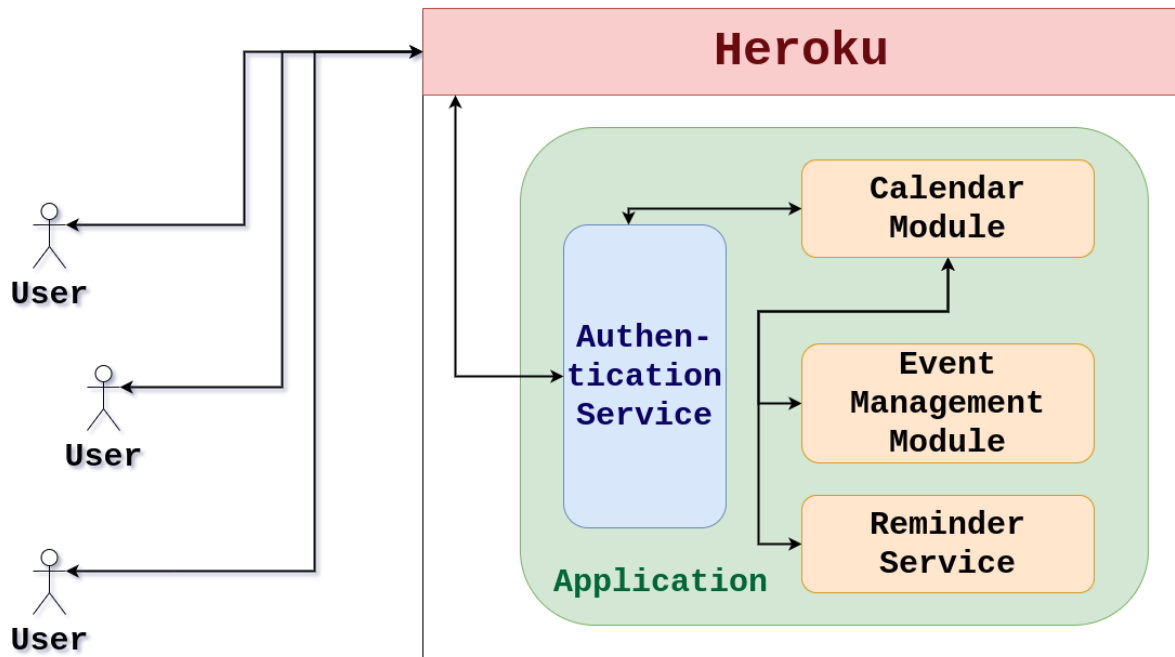 Heroku
Calendar
Module
User
Authen-
tication
Service
Event
Management
Module
User
Reminder
Service
Application
User